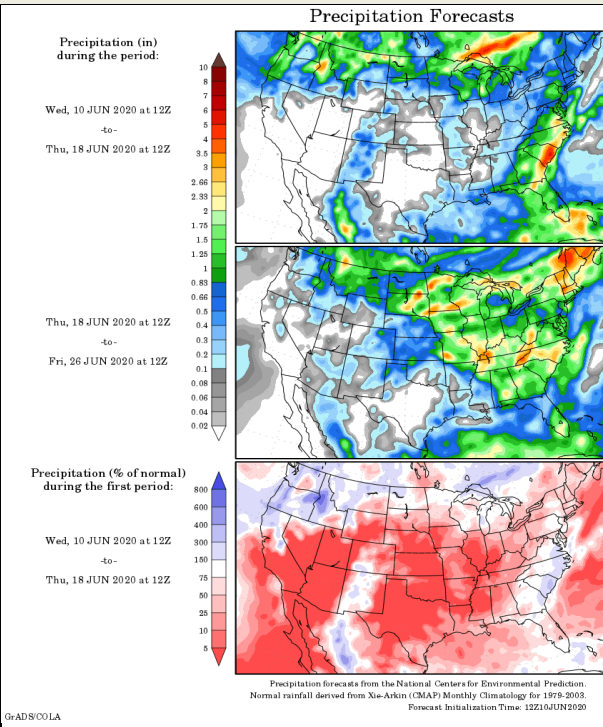 Precipitation Forecasts
Precipitation (in)
during the period:
Wed, 10 JUN 2020 at 12Z
-to-
Thu, 18 JUN 2020 at 12Z
10
8
7
6
5
4
3.5
3
2.66
2.33
2
1.75
1.5
1.25
1
0.83
0.66
0.5
0.4
0.3
0.2
0.1
0.08
0.06
0.04
0.02
Thu, 18 JUN 2020 at 12Z
-to-
Fri, 26 JUN 2020 at 12Z
Precipitation (% of normal)
during the first period:
Wed, 10 JUN 2020 at 12Z
-to-
Thu, 18 JUN 2020 at 12Z
800
600
400
300
150
75
50
25
10
5
Precipitation forecasts from the National Centers for Environmental Prediction.
Normal rainfall derived from Xie-Arkin (CMAP) Monthly Climatology for 1979-2003.
Forecast Initialization Time: 12Z10JUN2020
GrADS/COLA